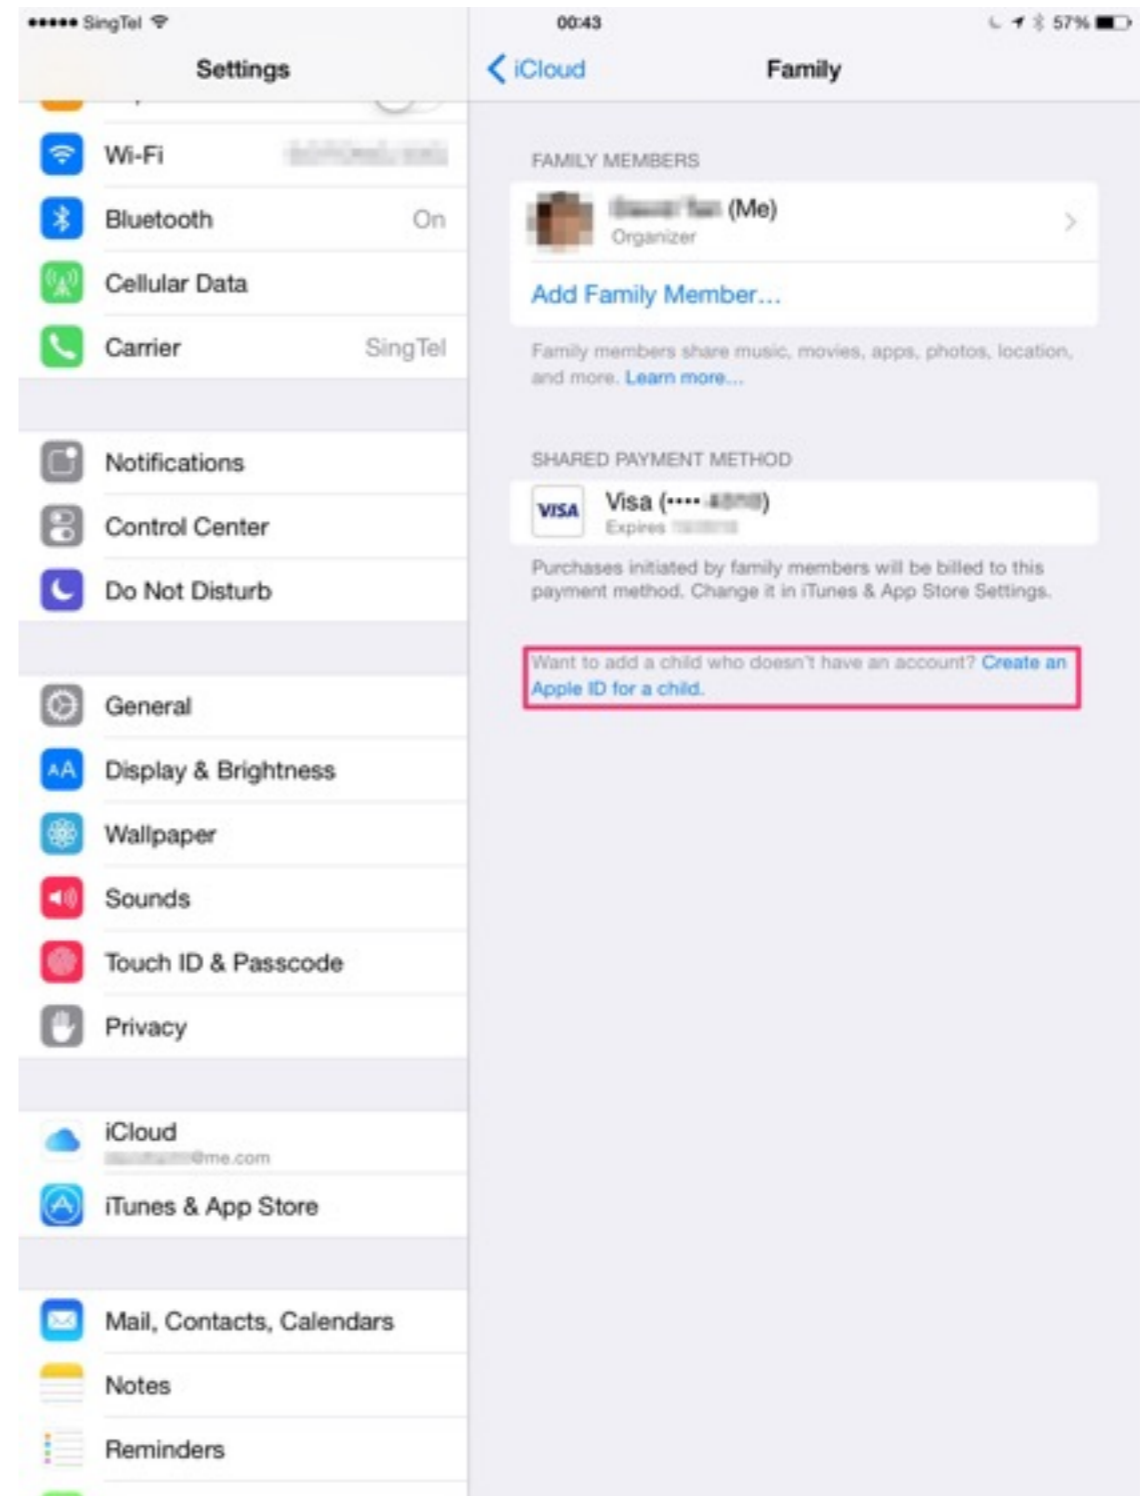 SingTel
00:43
57%
Settings
iCloud
Family
Wi-Fi
Bluetooth
On
Cellular Data
Carrier
SingTel
Notifications
Control Center
Do Not Disturb
General
Display & Brightness
Wallpaper
Sounds
Touch ID & Passcode
Privacy
iCloud
@me.com
iTunes & App Store
Mail, Contacts, Calendars
Notes
Reminders
FAMILY MEMBERS
(Me)
Organizer
Add Family Member...
Family members share music, movies, apps, photos, location,
and more. Learn more...
SHARED PAYMENT METHOD
VISA
Visa (•••• )
Expires
Purchases initiated by family members will be billed to this
payment method. Change it in iTunes & App Store Settings.
Want to add a child who doesn't have an account? Create an
Apple ID for a child.